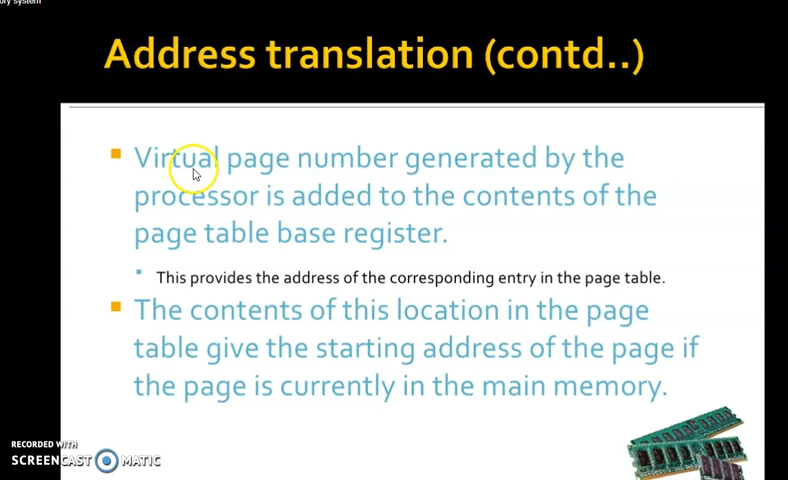 Address translation (contd..)
Virtual page number generated by the
processor is added to the contents of the
page table base register.
This provides the address of the corresponding entry in the page table.
The contents of this location in the page
table give the starting address of the page if
the page is currently in the main memory.
RECORDED WITH
SCREENCAST MATIC